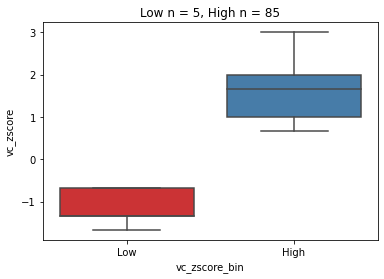 Low n = 5, High n = 85
3
2
1
0
−1
vc_zscore
Low High
vc_zscore_bin